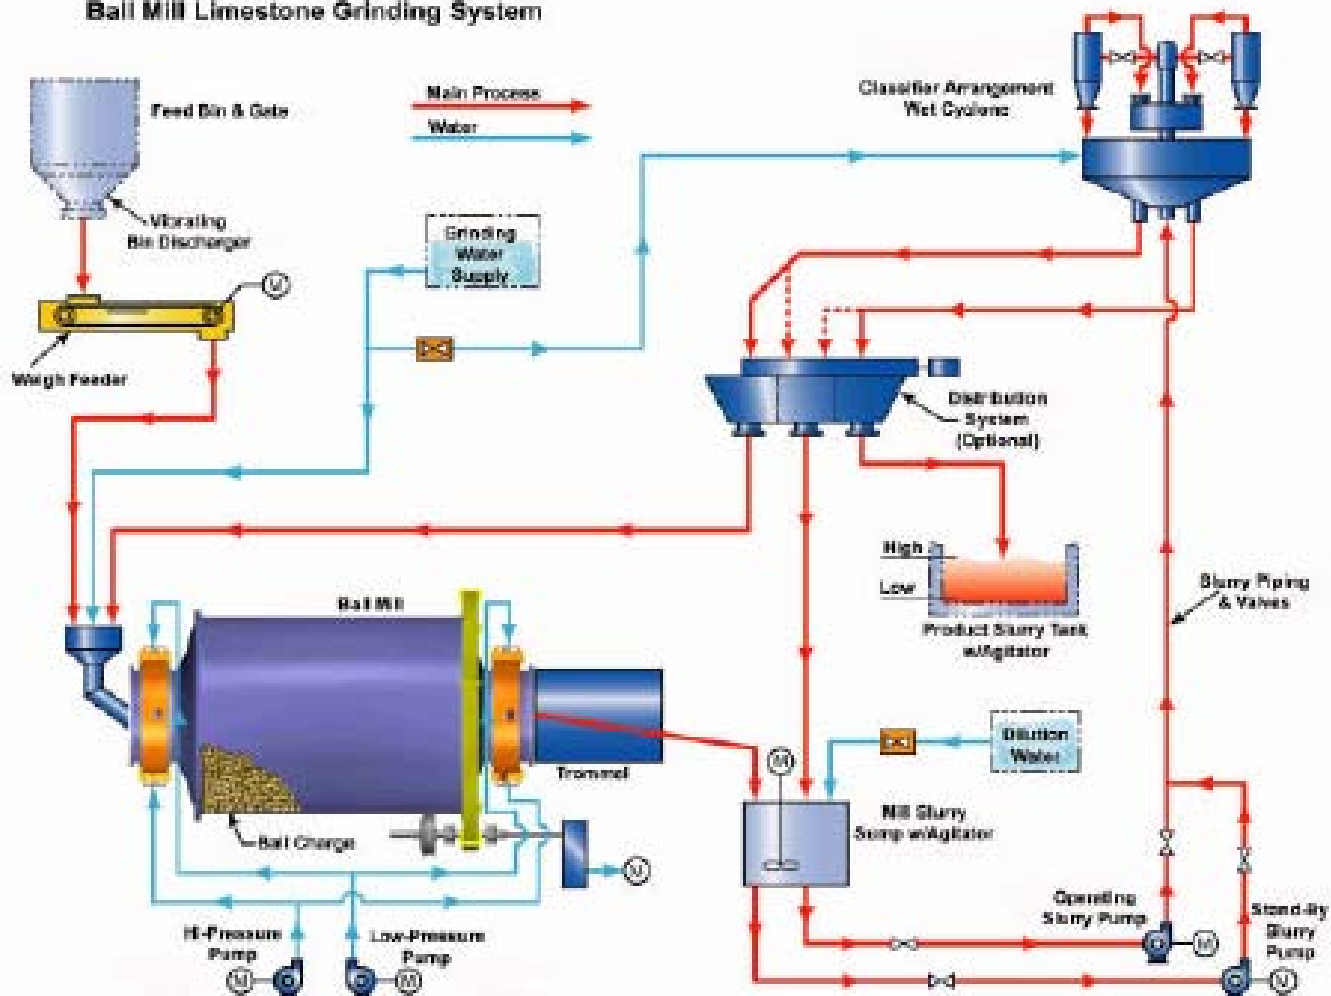 Ball Mill Limestone Grinding System
Feed Bin & Gate
Main Process
Water
Classifier Arrangement
Wet Cyclone
Vibrating
Bin Discharger
Grinding
Water
Supply
M
Weigh Feeder
Distribution
System
(Optional)
High
Low
Product Slurry Tank
w/Agitator
Slurry Piping
& Valves
Ball Mill
Trommel
M
Dilution
Water
Mill Slurry
Sump w/Agitator
Ball Charge
M
Operating
Slurry Pump
M
Stand-By
Slurry
Pump
M
Hi-Pressure
Pump
M
Low-Pressure
Pump
M